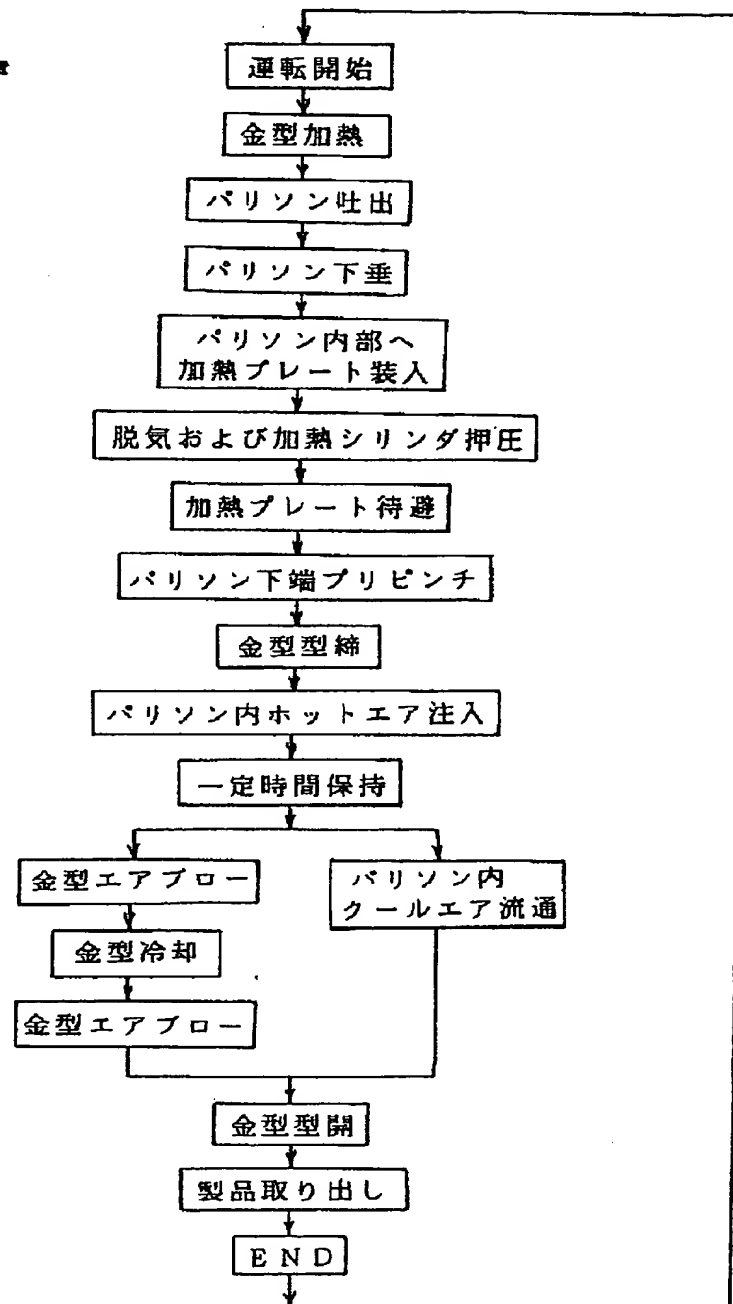 運転開始
金型加熱
パリソン吐出
パリソン下垂
パリソン内部へ
加熱プレート装入
脱気および加熱シリンダ押圧
加熱プレート待避
パリソン下端プリピンチ
金型型締
パリソン内ホットエア注入
一定時間保持
金型エアブロー
金型冷却
金型エアブロー
パリソン内
クールエア流通
金型型開
製品取り出し
END